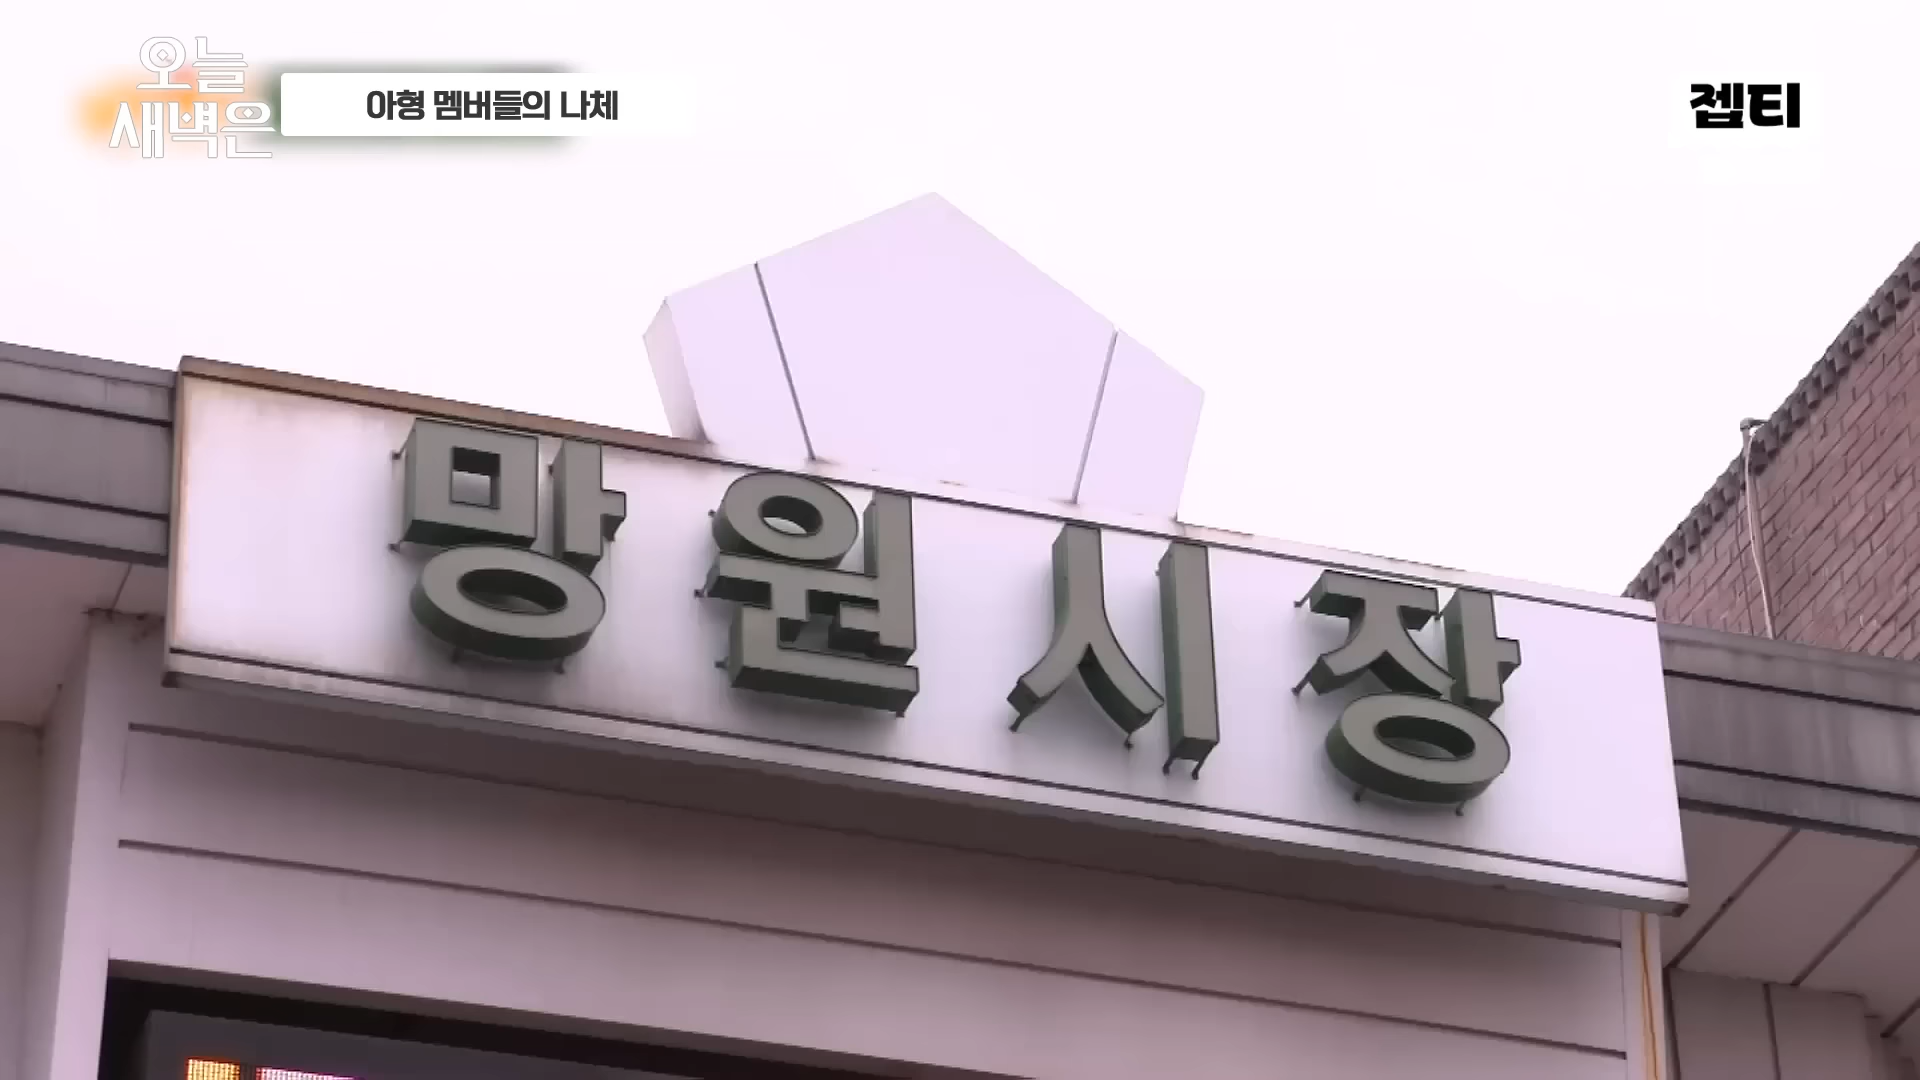 오늘
새벽은
아형 멤버들의 나체
젭티
망원시장